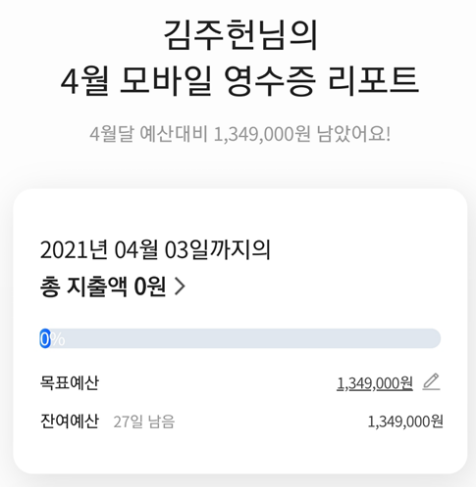 김주헌님의
4월 모바일 영수증 리포트
4월달 예산대비 1,349,000원 남았어요!
2021년 04월 03일까지의
총 지출액 0원 >
0%
목표예산 1,349,000원
잔여예산 27일 남음 1,349,000원